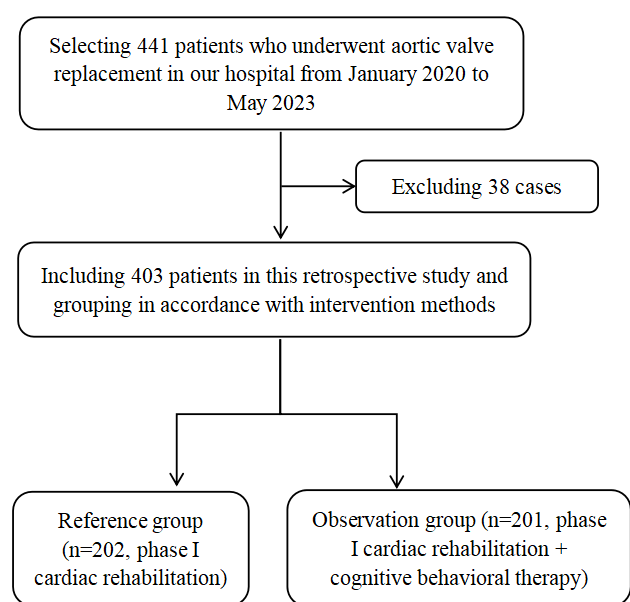 Selecting 441 patients who underwent aortic valve
replacement in our hospital from January 2020 to
May 2023
Excluding 38 cases
Including 403 patients in this retrospective study and
grouping in accordance with intervention methods
Reference group
(n=202, phase I
cardiac rehabilitation)
Observation group (n=201, phase
I cardiac rehabilitation +
cognitive behavioral therapy)